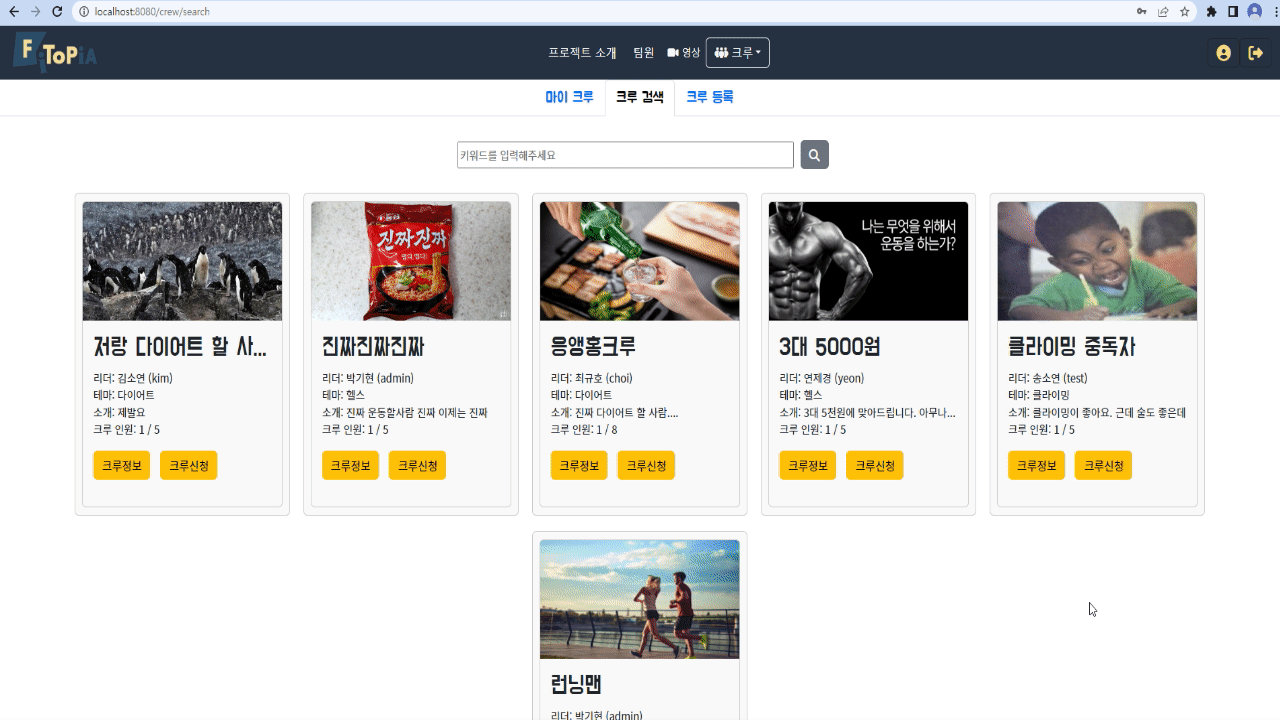 localhost:8080/crew/search
FiToPiA
프로젝트 소개 팀원 영상 크루
마이 크루 크루 검색 크루 등록
키워드를 입력해주세요
진짜진짜
나는 무엇을 위해서
운동을 하는가?
저랑 다이어트 할 사...
리더: 김소연 (kim)
테마: 다이어트
소개: 제발요
크루 인원: 1 / 5
크루정보 크루신청
진짜진짜진짜
리더: 박기현 (admin)
테마: 헬스
소개: 진짜 운동할사람 진짜 이제는 진짜
크루 인원: 1 / 5
크루정보 크루신청
응앵홍크루
리더: 최규호 (choi)
테마: 다이어트
소개: 진짜 다이어트 할 사람....
크루 인원: 1 / 8
크루정보 크루신청
3대 5000원
리더: 연제경 (yeon)
테마: 헬스
소개: 3대 5천원에 맞아드립니다. 아무나...
크루 인원: 1 / 5
크루정보 크루신청
클라이밍 중독자
리더: 송소연 (test)
테마: 클라이밍
소개: 클라이밍이 좋아요. 근데 술도 좋은데
크루 인원: 1 / 5
크루정보 크루신청
런닝맨
리더: 박기현 (admin)